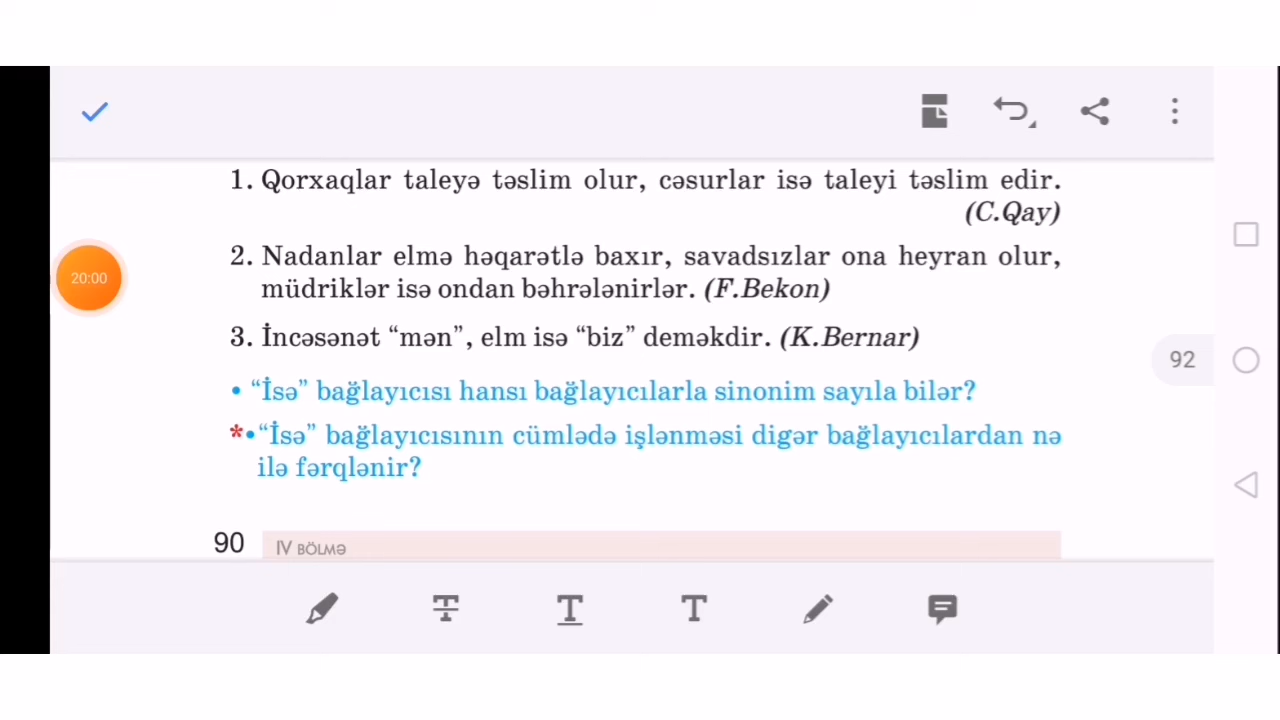 1. Qorxaqlar taleyə təslim olur, cəsurlar isə taleyi təslim edir.
(C.Qay)
20:00
2. Nadanlar elmə həqarətlə baxır, savadsızlar ona heyran olur,
müdriklər isə ondan bəhrələnirlər. (F.Bekon)
3. İncəsənət “mən”, elm isə “biz” deməkdir. (K.Bernar)
92
• “İsə” bağlayıcısı hansı bağlayıcılarla sinonim sayıla bilər?
*• “İsə” bağlayıcısının cümlədə işlənməsi digər bağlayıcılardan nə
ilə fərqlənir?
90 IV BÖLMƏ